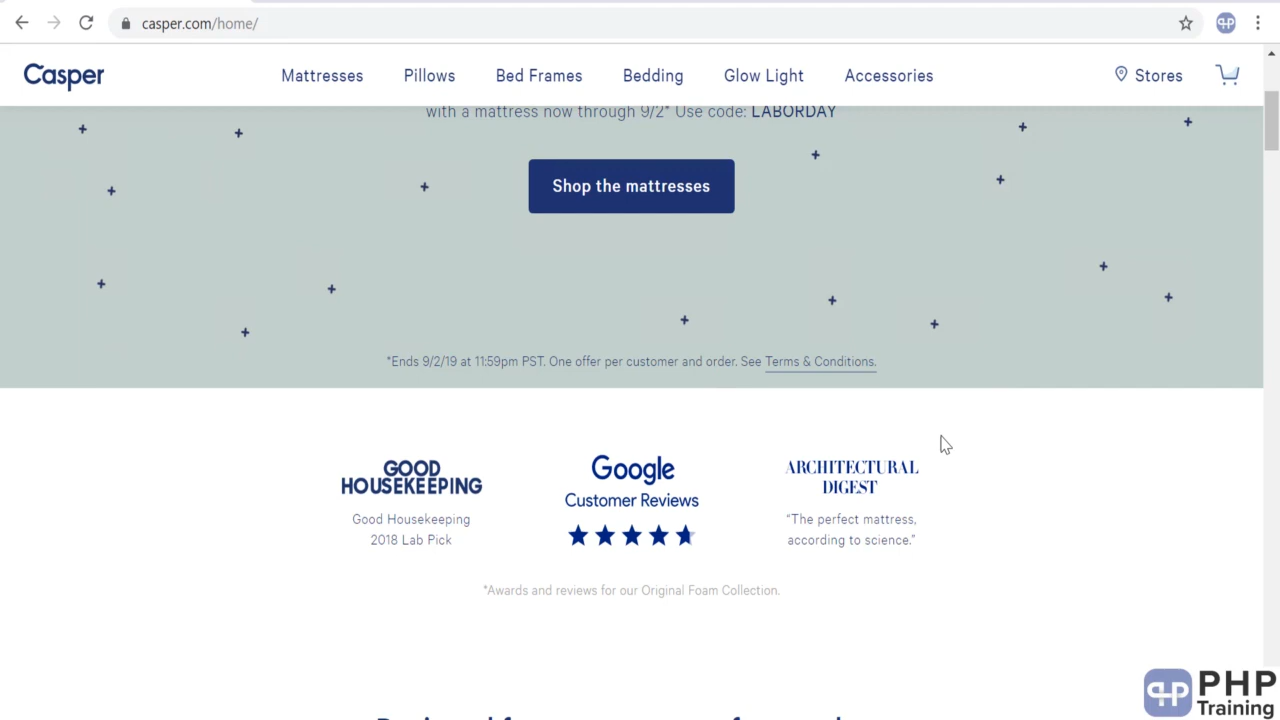 casper.com/home/
Casper
Mattresses
Pillows
Bed Frames
Bedding
Glow Light
Accessories
Stores
with a mattress now through 9/2* Use code: LABORDAY
Shop the mattresses
*Ends 9/2/19 at 11:59pm PST. One offer per customer and order. See Terms & Conditions.
GOOD
HOUSEKEEPING
Good Housekeeping
2018 Lab Pick
Google
Customer Reviews
ARCHITECTURAL
DIGEST
“The perfect mattress,
according to science.”
*Awards and reviews for our Original Foam Collection.
PHP
Training